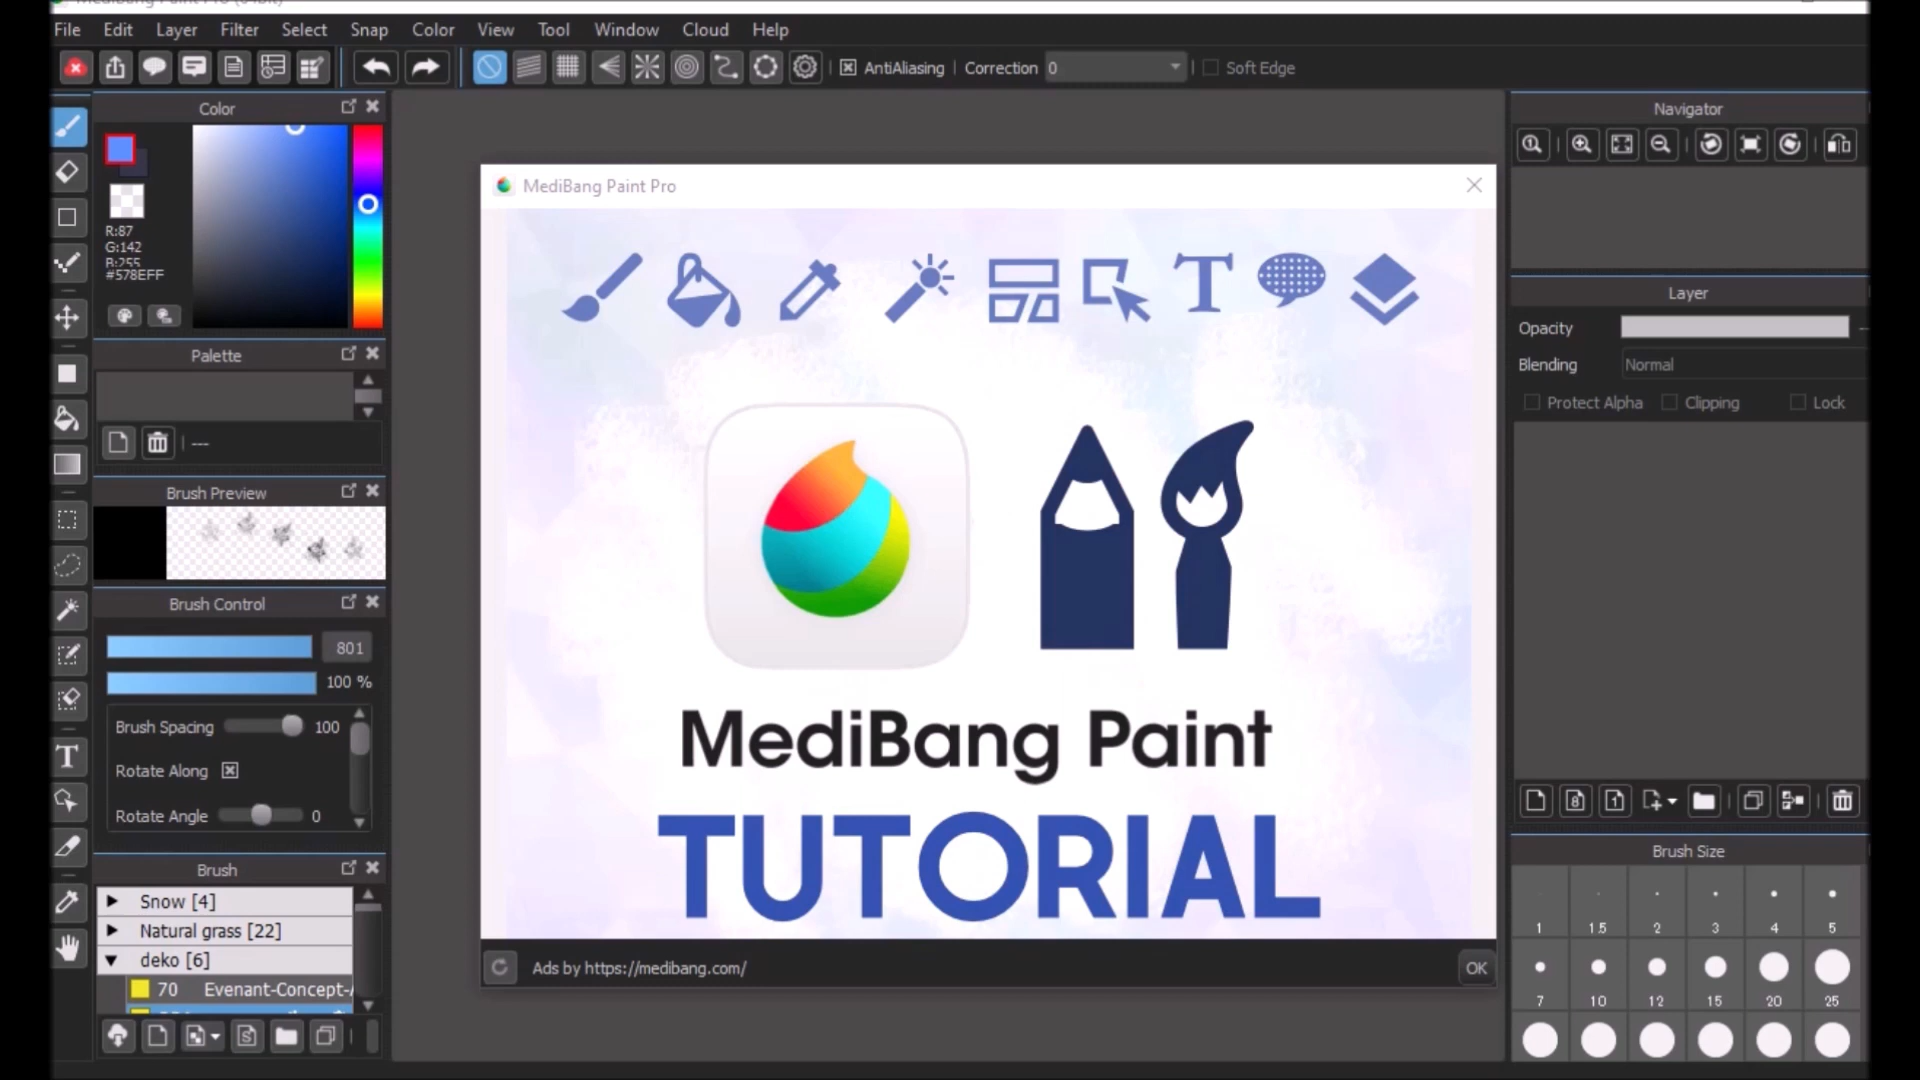 MediBang Paint Pro (64bit)
File Edit Layer Filter Select Snap Color View Tool Window Cloud Help
AntiAliasing Correction 0 Soft Edge
Color
R:87
G:142
B:255
#578EFF
Palette
---
Brush Preview
Brush Control
801
100 %
Brush Spacing 100
Rotate Along
Rotate Angle 0
Brush
Snow [4]
Natural grass [22]
deko [6]
70 Evenant-Concept-
MediBang Paint Pro
T
MediBang Paint
TUTORIAL
Ads by https://medibang.com/
OK
Navigator
Layer
Opacity
Blending Normal
Protect Alpha Clipping Lock
Brush Size
1 1.5 2 3 4 5
7 10 12 15 20 25